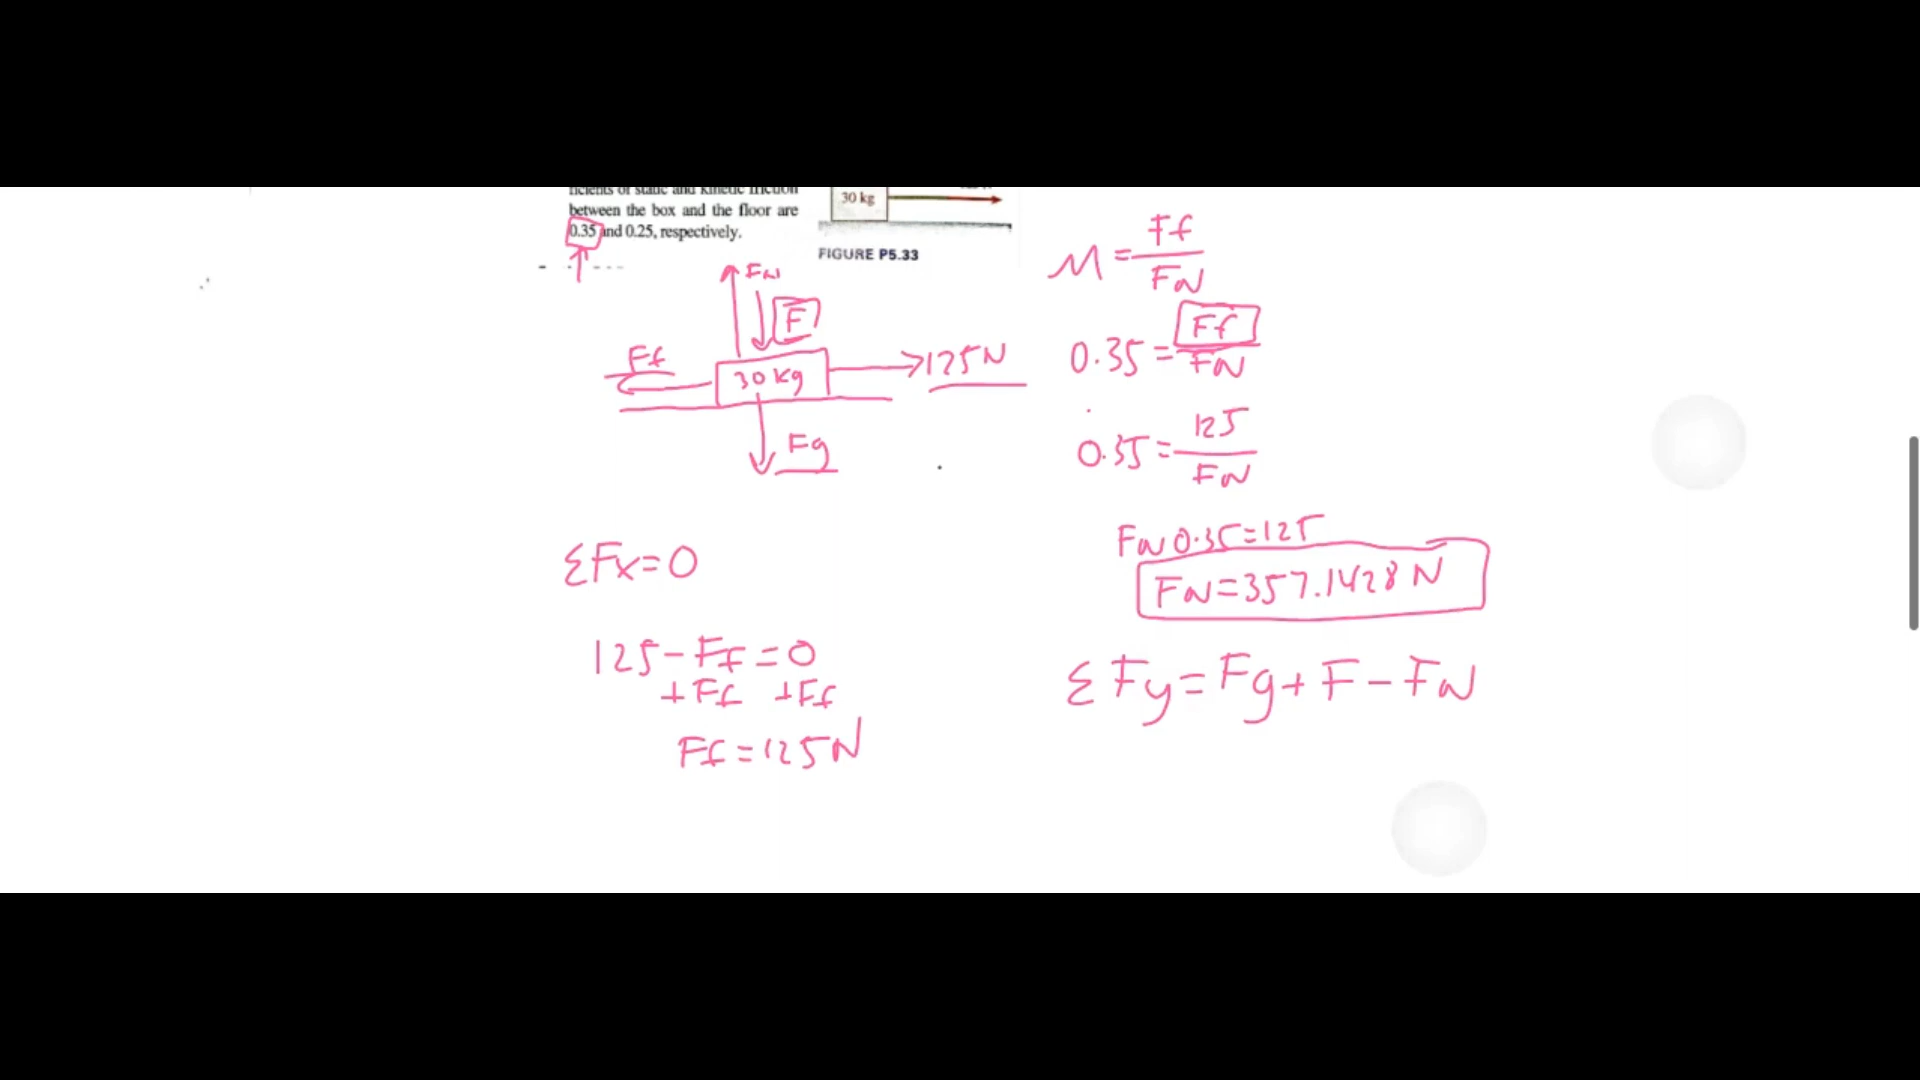 between the box and the floor are
0.35 and 0.25, respectively.
30 kg
FIGURE P5.33
FN
F
Ff
30 kg
125N
Fg
ΣFx=0
125-Ff=0
+Ff +Ff
Ff=125N
M=Ff/FN
0.35=Ff/FN
0.35=125/FN
FN0.35=125
FN=357.1428 N
ΣFy=Fg+F-FN